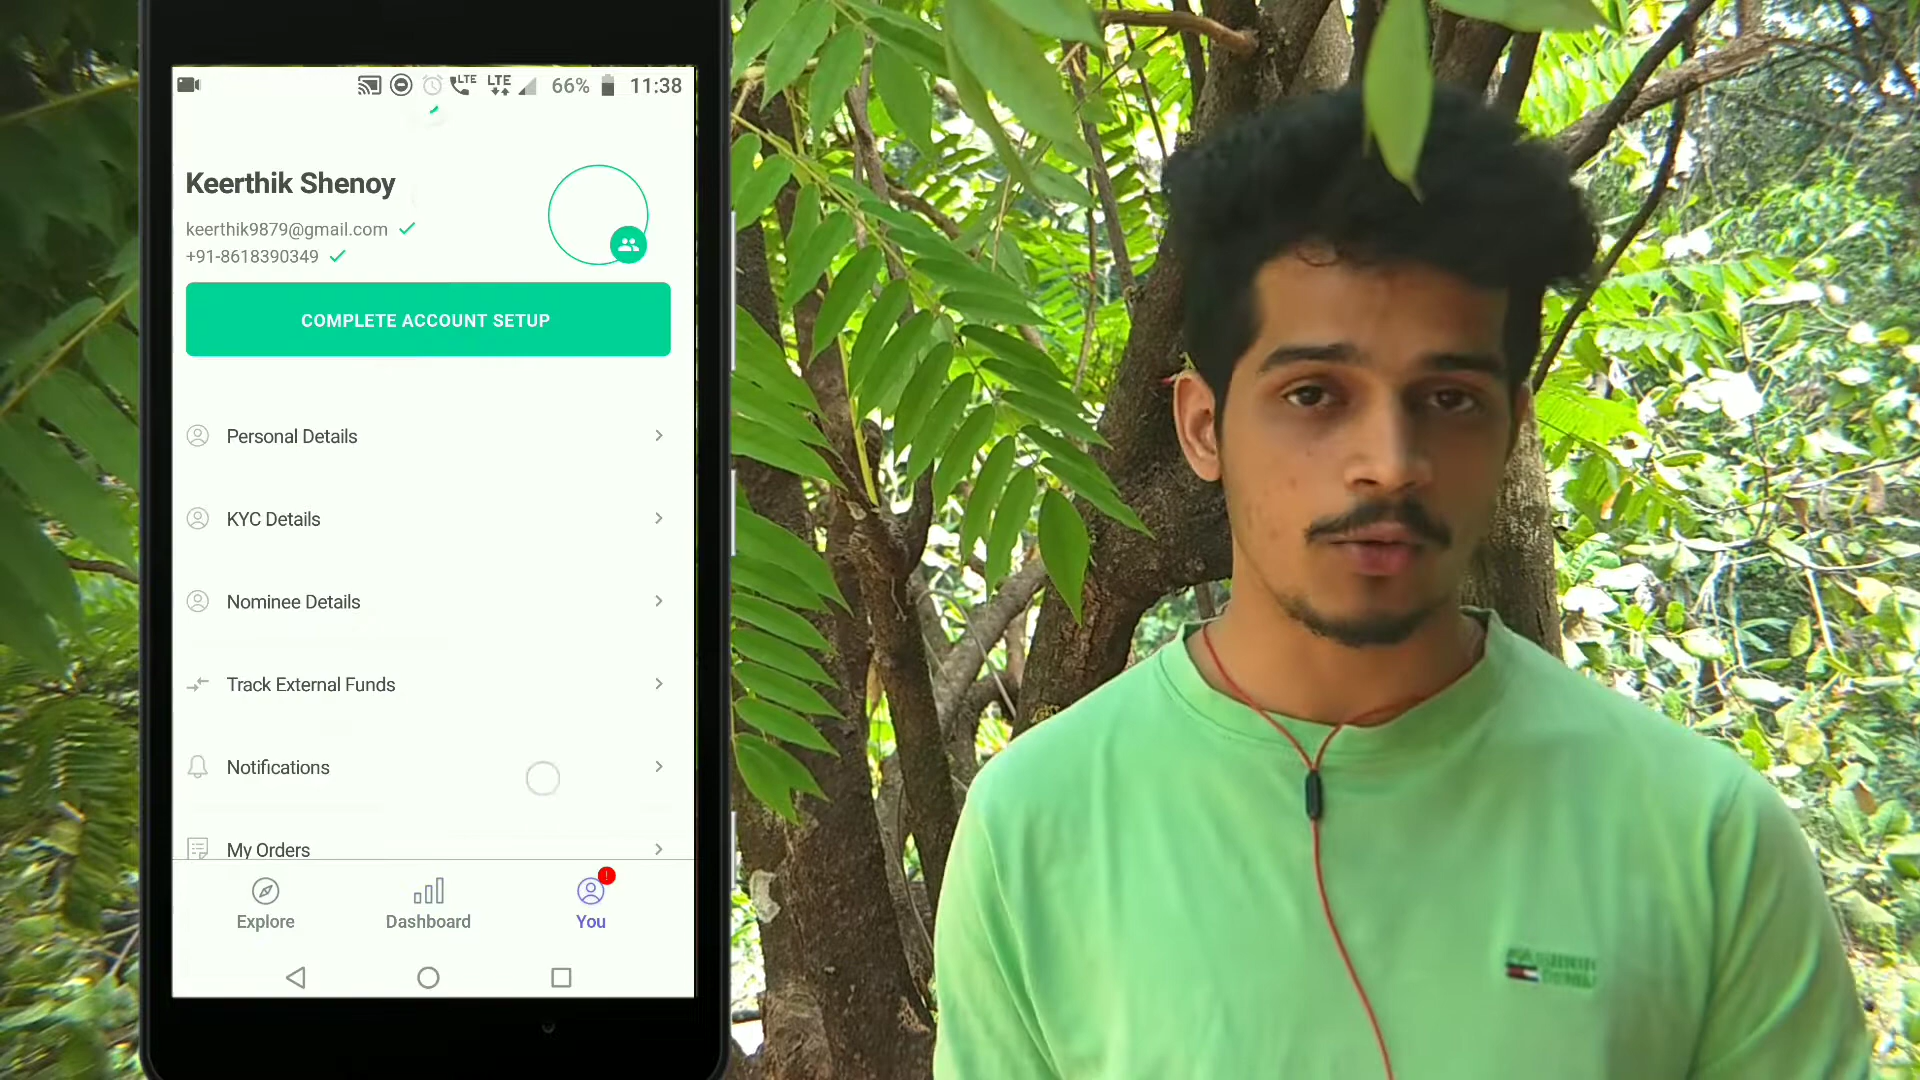 LTE LTE 66% 11:38
Keerthik Shenoy
keerthik9879@gmail.com
+91-8618390349
COMPLETE ACCOUNT SETUP
Personal Details
KYC Details
Nominee Details
Track External Funds
Notifications
My Orders
!
Explore Dashboard You